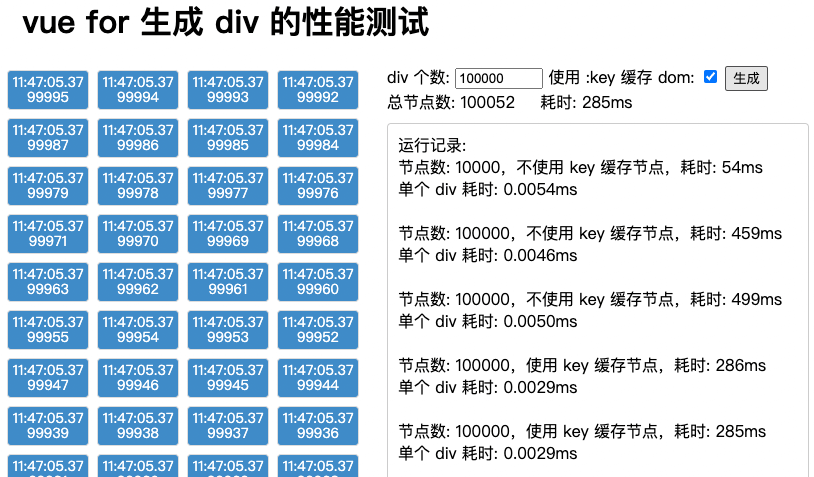 vue for 生成 div 的性能测试
11:47:05.37 11:47:05.37 11:47:05.37 11:47:05.37
99995 99994 99993 99992
11:47:05.37 11:47:05.37 11:47:05.37 11:47:05.37
99987 99986 99985 99984
11:47:05.37 11:47:05.37 11:47:05.37 11:47:05.37
99979 99978 99977 99976
11:47:05.37 11:47:05.37 11:47:05.37 11:47:05.37
99971 99970 99969 99968
11:47:05.37 11:47:05.37 11:47:05.37 11:47:05.37
99963 99962 99961 99960
11:47:05.37 11:47:05.37 11:47:05.37 11:47:05.37
99955 99954 99953 99952
11:47:05.37 11:47:05.37 11:47:05.37 11:47:05.37
99947 99946 99945 99944
11:47:05.37 11:47:05.37 11:47:05.37 11:47:05.37
99939 99938 99937 99936
11:47:05.37 11:47:05.37 11:47:05.37 11:47:05.37
div 个数: 100000 使用 :key 缓存 dom: 生成
总节点数: 100052 耗时: 285ms
运行记录:
节点数: 10000，不使用 key 缓存节点，耗时: 54ms
单个 div 耗时: 0.0054ms
节点数: 100000，不使用 key 缓存节点，耗时: 459ms
单个 div 耗时: 0.0046ms
节点数: 100000，不使用 key 缓存节点，耗时: 499ms
单个 div 耗时: 0.0050ms
节点数: 100000，使用 key 缓存节点，耗时: 286ms
单个 div 耗时: 0.0029ms
节点数: 100000，使用 key 缓存节点，耗时: 285ms
单个 div 耗时: 0.0029ms